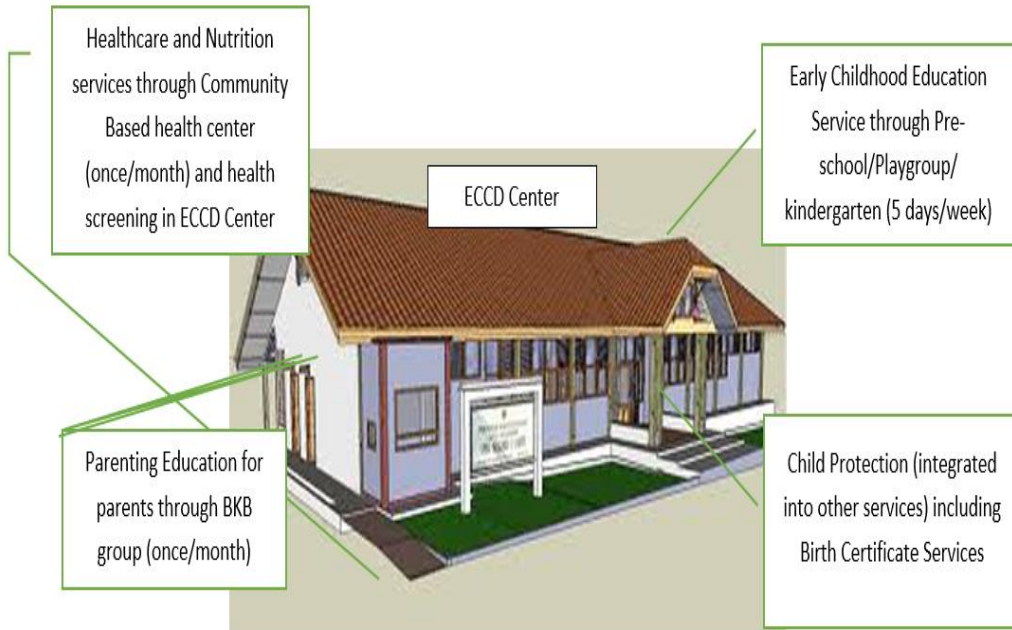 Healthcare and Nutrition
services through Community
Based health center
(once/month) and health
screening in ECCD Center
ECCD Center
Early Childhood Education
Service through Pre-
school/Playgroup/
kindergarten (5 days/week)
Parenting Education for
parents through BKB
group (once/month)
Child Protection (integrated
into other services) including
Birth Certificate Services